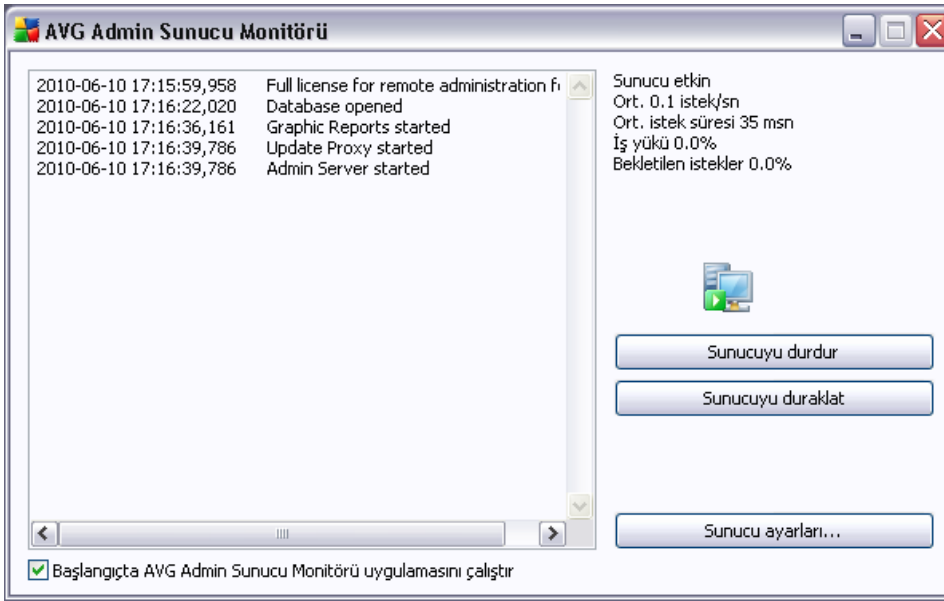 AVG Admin Sunucu Monitörü
2010-06-10 17:15:59,958 Full license for remote administration
2010-06-10 17:16:22,020 Database opened
2010-06-10 17:16:36,161 Graphic Reports started
2010-06-10 17:16:39,786 Update Proxy started
2010-06-10 17:16:39,786 Admin Server started
Sunucu etkin
Ort. 0.1 istek/sn
Ort. istek süresi 35 msn
İş yükü 0.0%
Bekletilen istekler 0.0%
Sunucuyu durdur
Sunucuyu duraklat
Sunucu ayarları...
Başlangıçta AVG Admin Sunucu Monitörü uygulamasını çalıştır